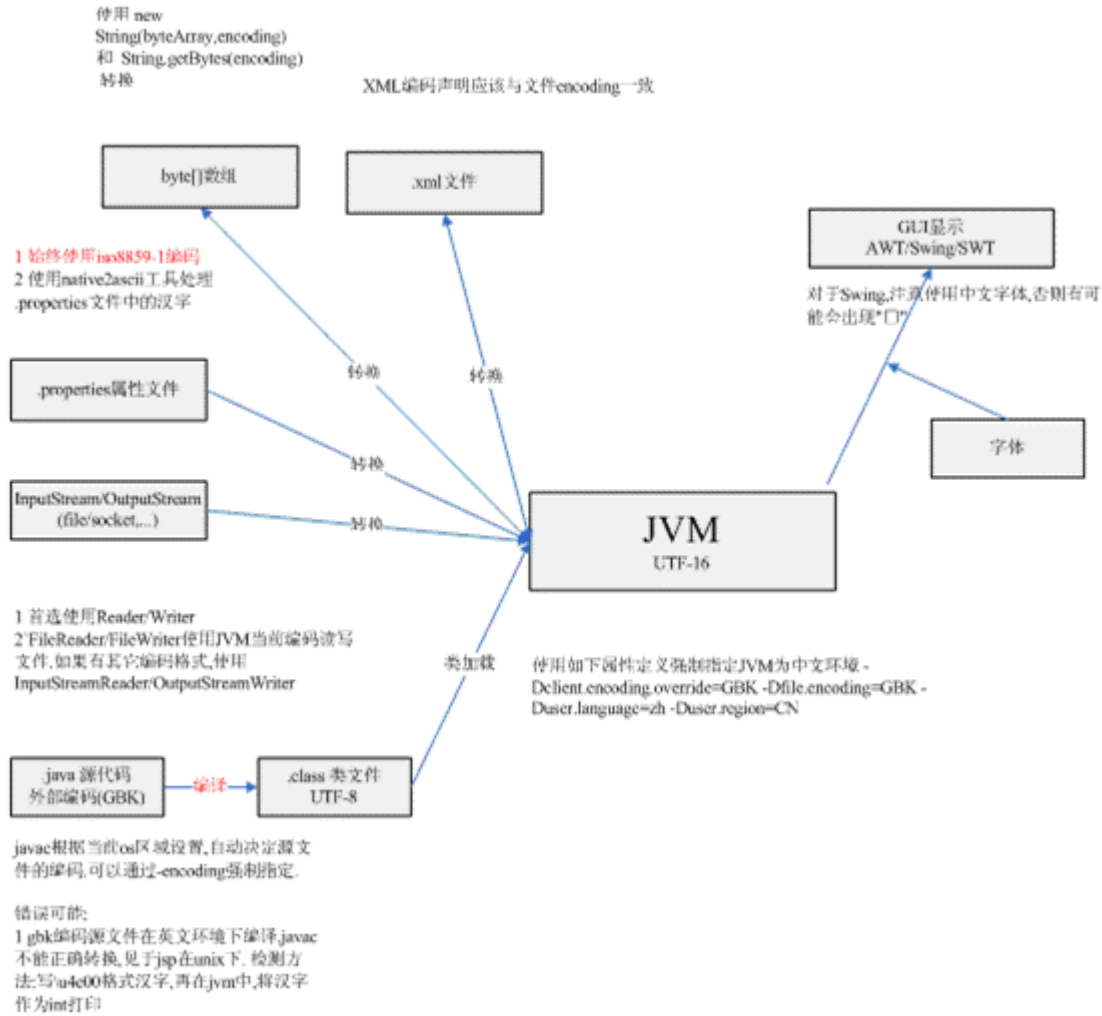 使用 new
String(byteArray,encoding)
和 String.getBytes(encoding)
转换
XML编码声明应该与文件encoding一致
byte[]数组
.xml文件
GUI显示
AWT/Swing/SWT
1 始终使用iso8859-1编码
2 使用native2ascii工具处理
.properties文件中的汉字
对于Swing,注意使用中文字体,否则有可
能会出现"口"
转换
转换
.properties属性文件
字体
转换
InputStream/OutputStream
(file/socket,...)
转换
JVM
UTF-16
1 首选使用Reader/Writer
2`FileReader/FileWriter使用JVM当前编码读写
文件,如果有其它编码格式,使用
InputStreamReader/OutputStreamWriter
类加载
使用如下属性定义强制指定JVM为中文环境 -
Dclient.encoding.override=GBK -Dfile.encoding=GBK -
Duser.language=zh -Duser.region=CN
.java 源代码
外部编码(GBK)
编译
.class 类文件
UTF-8
javac根据当前os区域设置,自动决定源文
件的编码.可以通过-encoding强制指定.
错误可能:
1 gbk编码源文件在英文环境下编译,javac
不能正确转换,见于jsp在unix下. 检测方
法:写\u4e00格式汉字,再在jvm中,将汉字
作为int打印